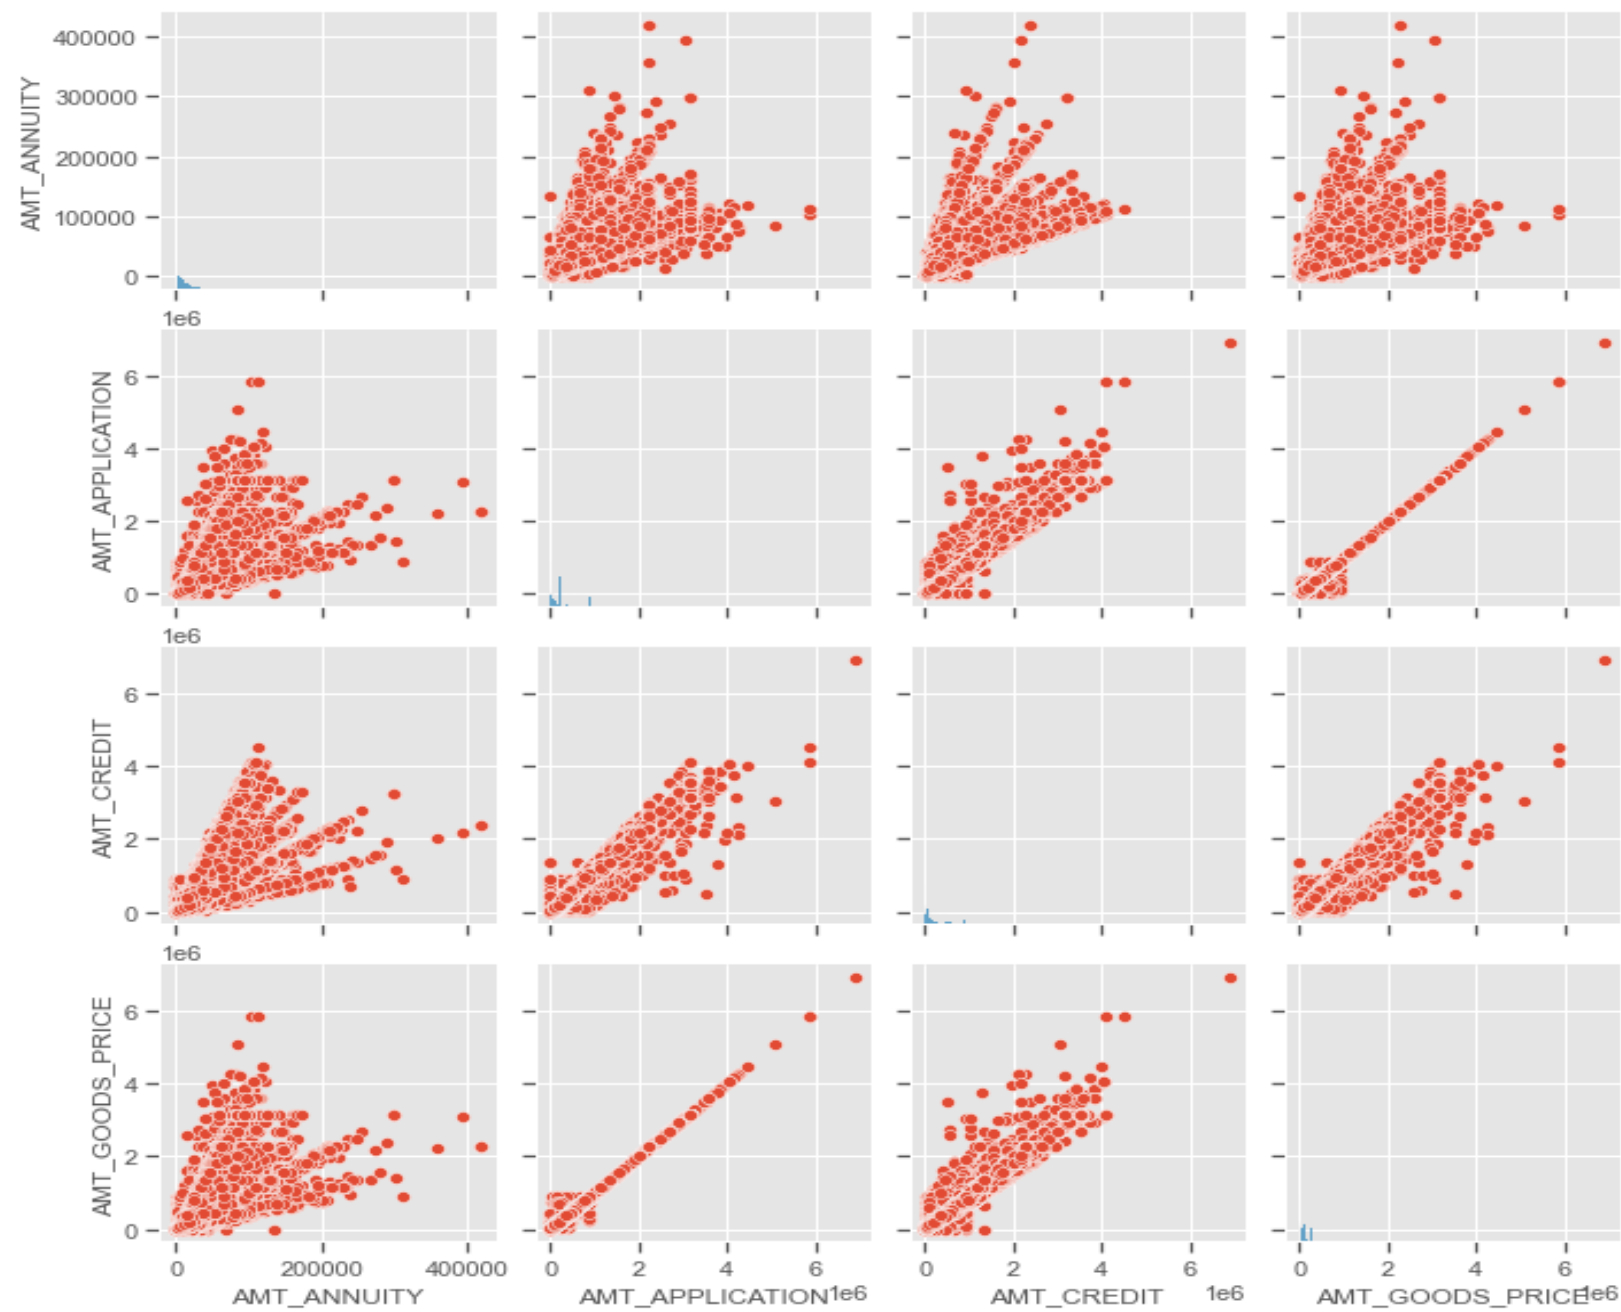 AMT_ANNUITY
400000
300000
200000
100000
0
1e6
AMT_APPLICATION
6
4
2
0
1e6
AMT_CREDIT
6
4
2
0
1e6
AMT_GOODS_PRICE
6
4
2
0
0 200000 400000 0 2 4 6 0 2 4 6 0 2 4 6
AMT_ANNUITY AMT_APPLICATION 1e6 AMT_CREDIT 1e6 AMT_GOODS_PRICE 1e6